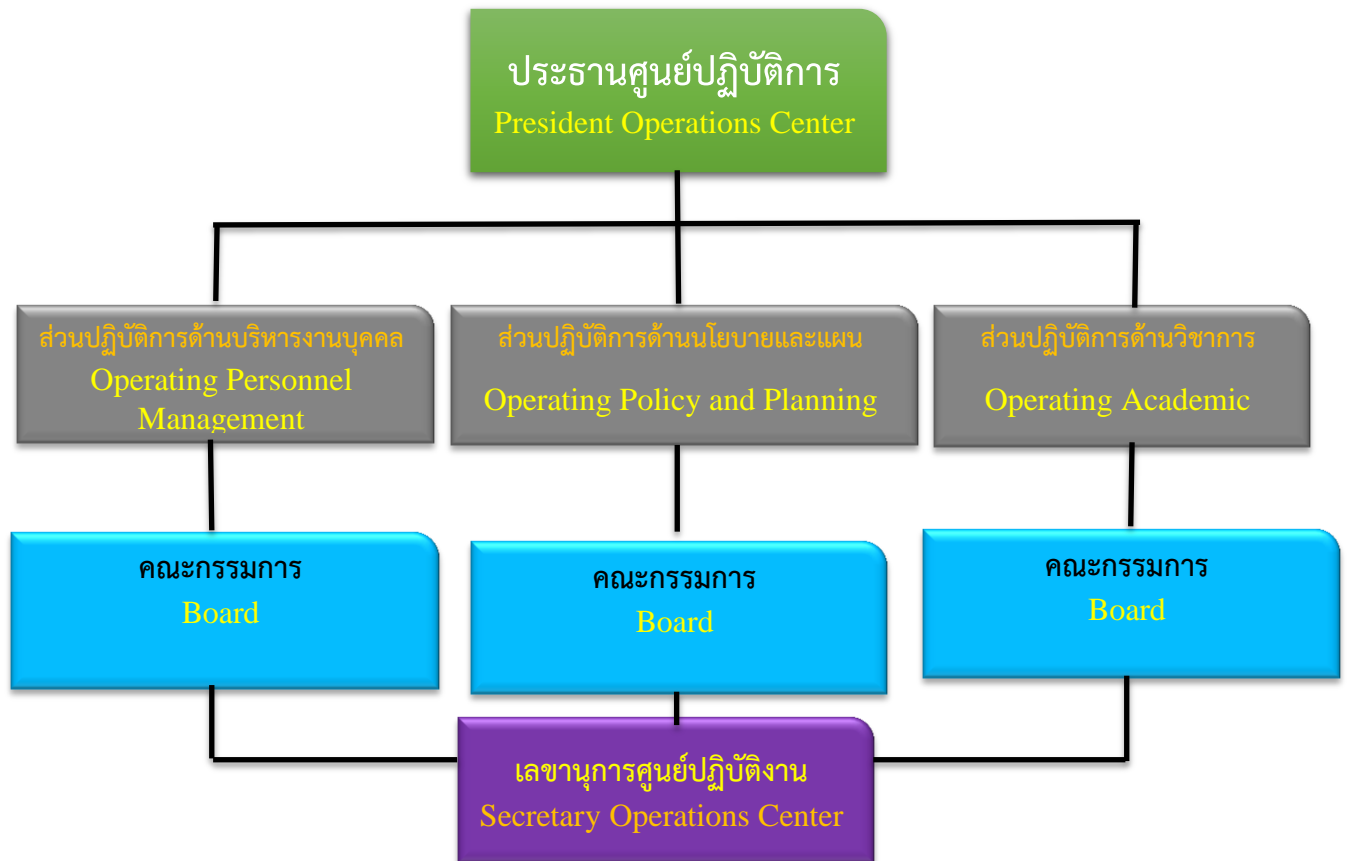 ประธานศูนย์ปฏิบัติการ
President Operations Center
ส่วนปฏิบัติการด้านบริหารงานบุคคล
Operating Personnel
Management
ส่วนปฏิบัติการด้านนโยบายและแผน
Operating Policy and Planning
ส่วนปฏิบัติการด้านวิชาการ
Operating Academic
คณะกรรมการ
Board
คณะกรรมการ
Board
คณะกรรมการ
Board
เลขานุการศูนย์ปฏิบัติงาน
Secretary Operations Center